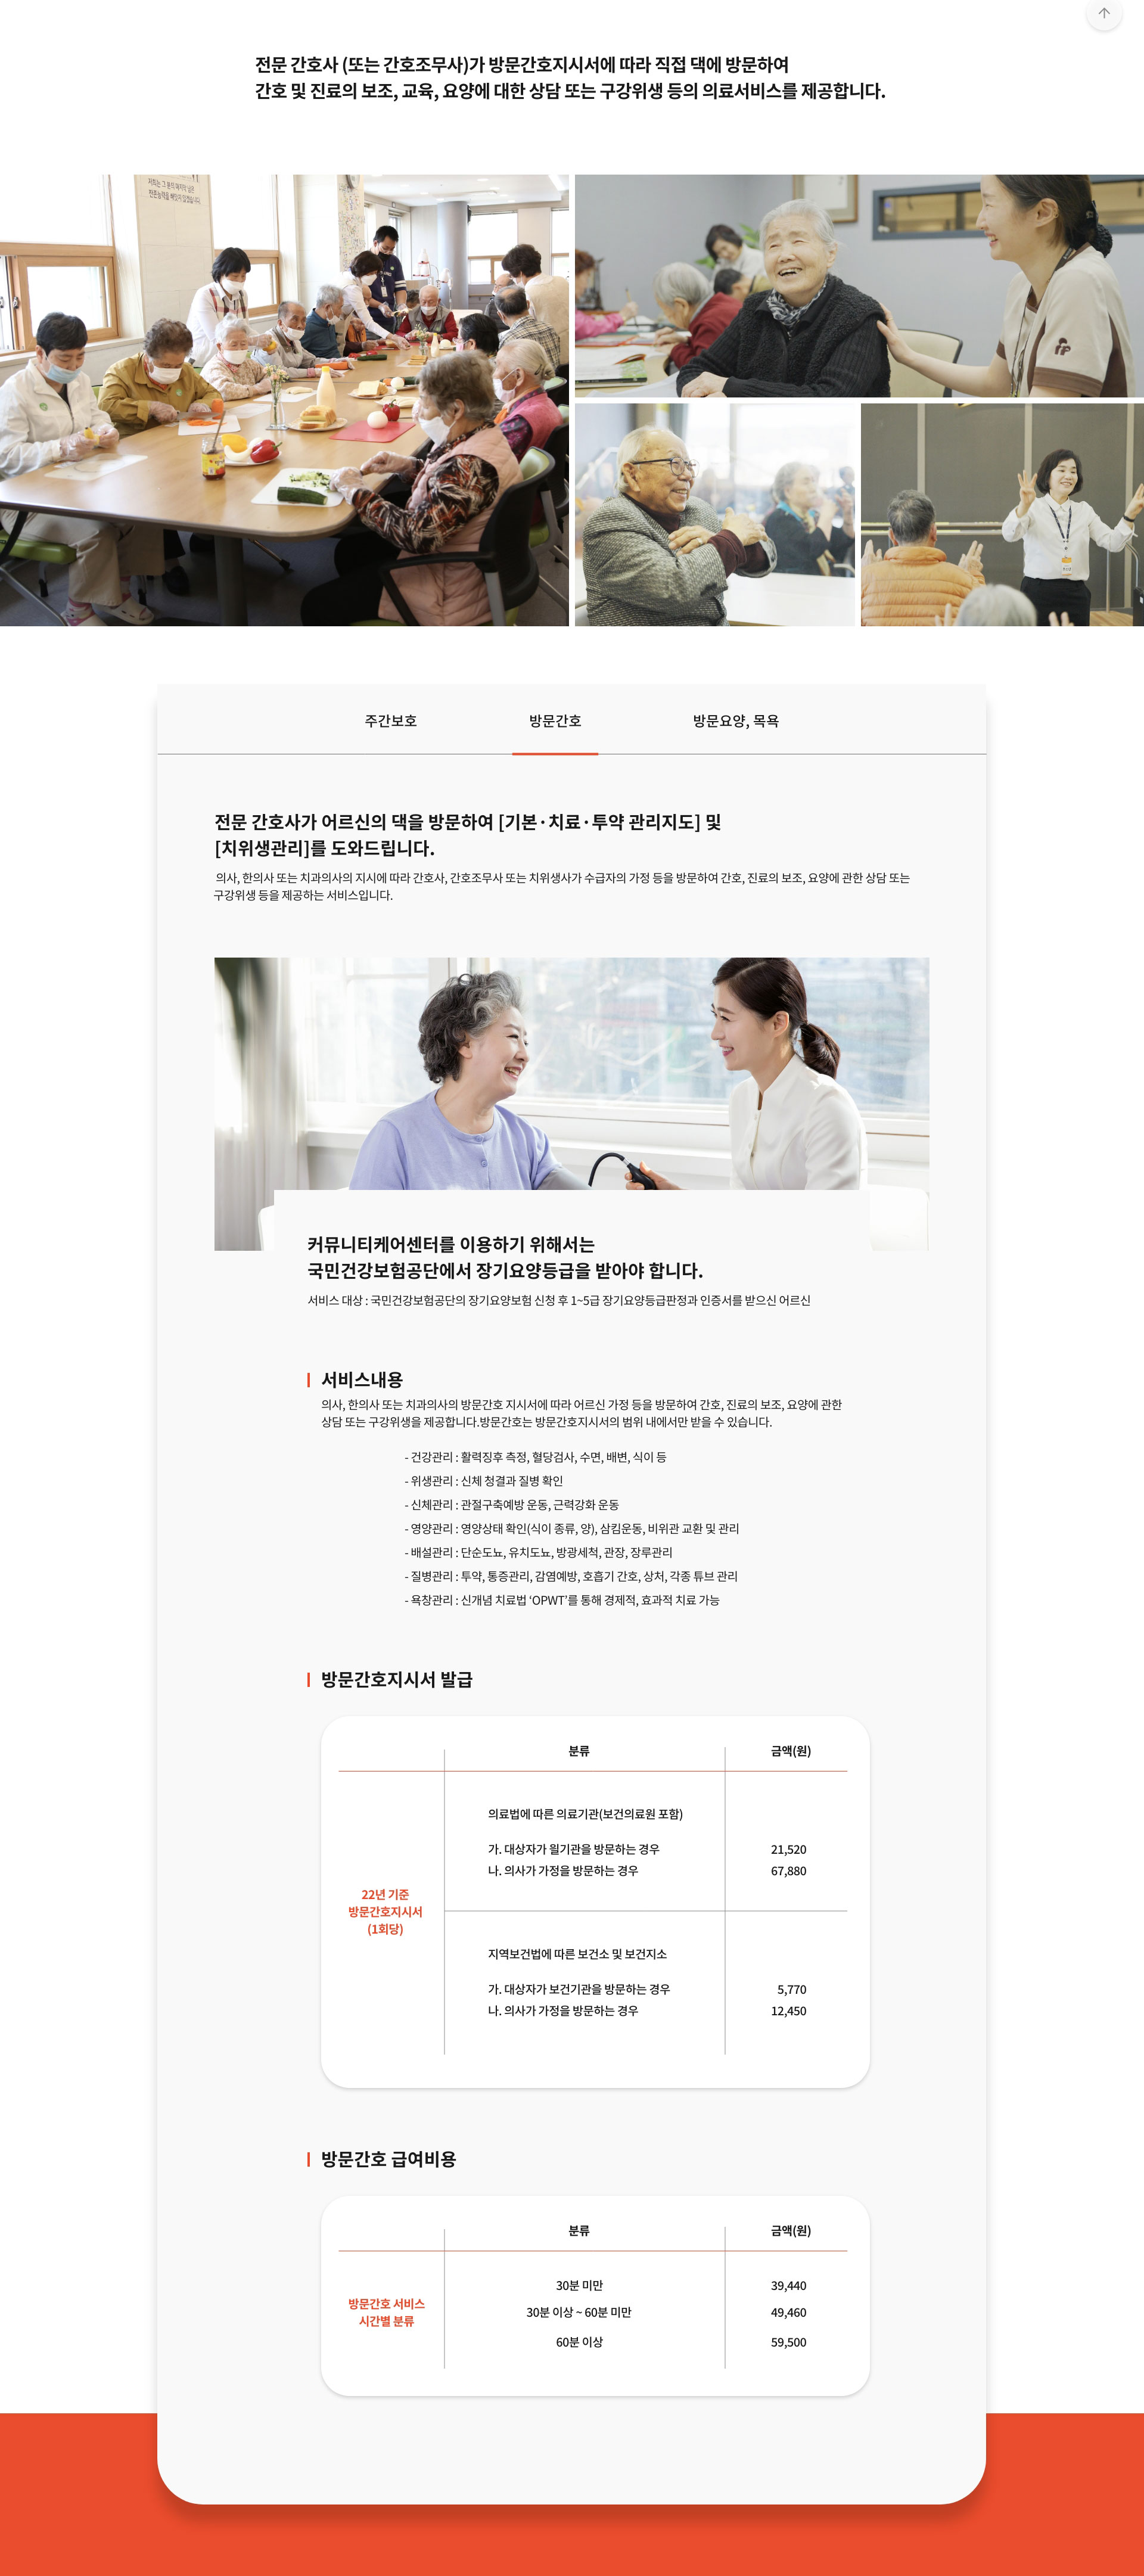 전문 간호사 (또는 간호조무사)가 방문간호지시서에 따라 직접 댁에 방문하여
간호 및 진료의 보조, 교육, 요양에 대한 상담 또는 구강위생 등의 의료서비스를 제공합니다.
주간보호
방문간호
방문요양, 목욕
전문 간호사가 어르신의 댁을 방문하여 [기본·치료·투약 관리지도] 및
[치위생관리]를 도와드립니다.
의사, 한의사 또는 치과의사의 지시에 따라 간호사, 간호조무사 또는 치위생사가 수급자의 가정 등을 방문하여 간호, 진료의 보조, 요양에 관한 상담 또는
구강위생 등을 제공하는 서비스입니다.
커뮤니티케어센터를 이용하기 위해서는
국민건강보험공단에서 장기요양등급을 받아야 합니다.
서비스 대상 : 국민건강보험공단의 장기요양보험 신청 후 1~5급 장기요양등급판정과 인증서를 받으신 어르신
서비스내용
의사, 한의사 또는 치과의사의 방문간호 지시서에 따라 어르신 가정 등을 방문하여 간호, 진료의 보조, 요양에 관한
상담 또는 구강위생을 제공합니다.방문간호는 방문간호지시서의 범위 내에서만 받을 수 있습니다.
- 건강관리 : 활력징후 측정, 혈당검사, 수면, 배변, 식이 등
- 위생관리 : 신체 청결과 질병 확인
- 신체관리 : 관절구축예방 운동, 근력강화 운동
- 영양관리 : 영양상태 확인(식이 종류, 양), 삼킴운동, 비위관 교환 및 관리
- 배설관리 : 단순도뇨, 유치도뇨, 방광세척, 관장, 장루관리
- 질병관리 : 투약, 통증관리, 감염예방, 호흡기 간호, 상처, 각종 튜브 관리
- 욕창관리 : 신개념 치료법 ‘OPWT’를 통해 경제적, 효과적 치료 가능
방문간호지시서 발급
분류
금액(원)
22년 기준
방문간호지시서
(1회당)
의료법에 따른 의료기관(보건의료원 포함)
가. 대상자가 윌기관을 방문하는 경우
21,520
나. 의사가 가정을 방문하는 경우
67,880
지역보건법에 따른 보건소 및 보건지소
가. 대상자가 보건기관을 방문하는 경우
5,770
나. 의사가 가정을 방문하는 경우
12,450
방문간호 급여비용
분류
금액(원)
방문간호 서비스
시간별 분류
30분 미만
39,440
30분 이상 ~ 60분 미만
49,460
60분 이상
59,500